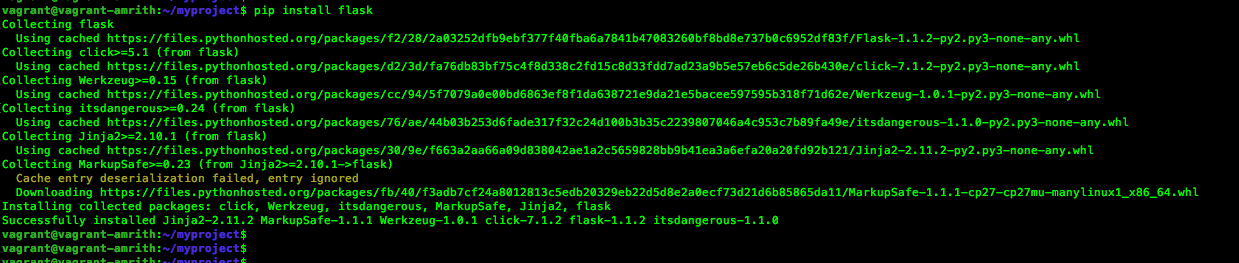 vagrant@vagrant-amrith:~/myproject$ pip install flask
Collecting flask
  Using cached https://files.pythonhosted.org/packages/f2/28/2a03252dfb9ebf377f40fba6a7841b47083260bf8bd8e737b0c6952df83f/Flask-1.1.2-py2.py3-none-any.whl
Collecting click>=5.1 (from flask)
  Using cached https://files.pythonhosted.org/packages/d2/3d/fa76db83bf75c4f8d338c2fd15c8d33fdd7ad23a9b5e57eb6c5de26b430e/click-7.1.2-py2.py3-none-any.whl
Collecting Werkzeug>=0.15 (from flask)
  Using cached https://files.pythonhosted.org/packages/cc/94/5f7079a0e00bd6863ef8f1da638721e9da21e5bacee597595b318f71d62e/Werkzeug-1.0.1-py2.py3-none-any.whl
Collecting itsdangerous>=0.24 (from flask)
  Using cached https://files.pythonhosted.org/packages/76/ae/44b03b253d6fade317f32c24d100b3b35c2239807046a4c953c7b89fa49e/itsdangerous-1.1.0-py2.py3-none-any.whl
Collecting Jinja2>=2.10.1 (from flask)
  Using cached https://files.pythonhosted.org/packages/30/9e/f663a2aa66a09d838042ae1a2c5659828bb9b41ea3a6efa20a20fd92b121/Jinja2-2.11.2-py2.py3-none-any.whl
Collecting MarkupSafe>=0.23 (from Jinja2>=2.10.1->flask)
  Cache entry deserialization failed, entry ignored
  Downloading https://files.pythonhosted.org/packages/fb/40/f3adb7cf24a8012813c5edb20329eb22d5d8e2a0ecf73d21d6b85865da11/MarkupSafe-1.1.1-cp27-cp27mu-manylinux1_x86_64.whl
Installing collected packages: click, Werkzeug, itsdangerous, MarkupSafe, Jinja2, flask
Successfully installed Jinja2-2.11.2 MarkupSafe-1.1.1 Werkzeug-1.0.1 click-7.1.2 flask-1.1.2 itsdangerous-1.1.0
vagrant@vagrant-amrith:~/myproject$
vagrant@vagrant-amrith:~/myproject$
vagrant@vagrant-amrith:~/myproject$